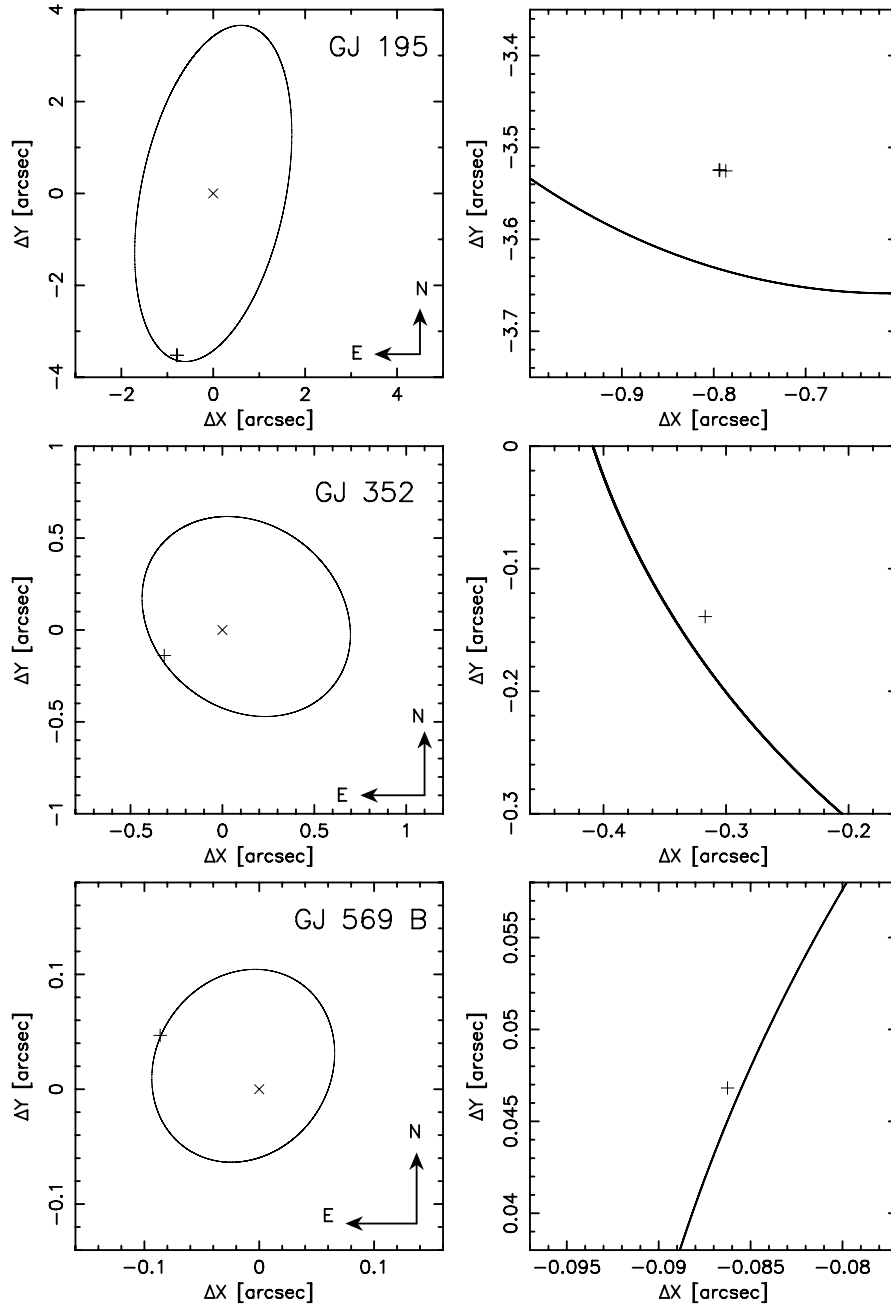 GJ 195
4
2
0
−2
−4
ΔY [arcsec]
N
E
−2
0
2
4
ΔX [arcsec]
−3.4
−3.5
−3.6
−3.7
ΔY [arcsec]
−0.9
−0.8
−0.7
ΔX [arcsec]
GJ 352
1
0.5
0
−0.5
−1
ΔY [arcsec]
N
E
−0.5
0
0.5
1
ΔX [arcsec]
0
−0.1
−0.2
−0.3
ΔY [arcsec]
−0.4
−0.3
−0.2
ΔX [arcsec]
GJ 569 B
0.1
0
−0.1
ΔY [arcsec]
N
E
−0.1
0
0.1
ΔX [arcsec]
0.055
0.05
0.045
0.04
ΔY [arcsec]
−0.095
−0.09
−0.085
−0.08
ΔX [arcsec]